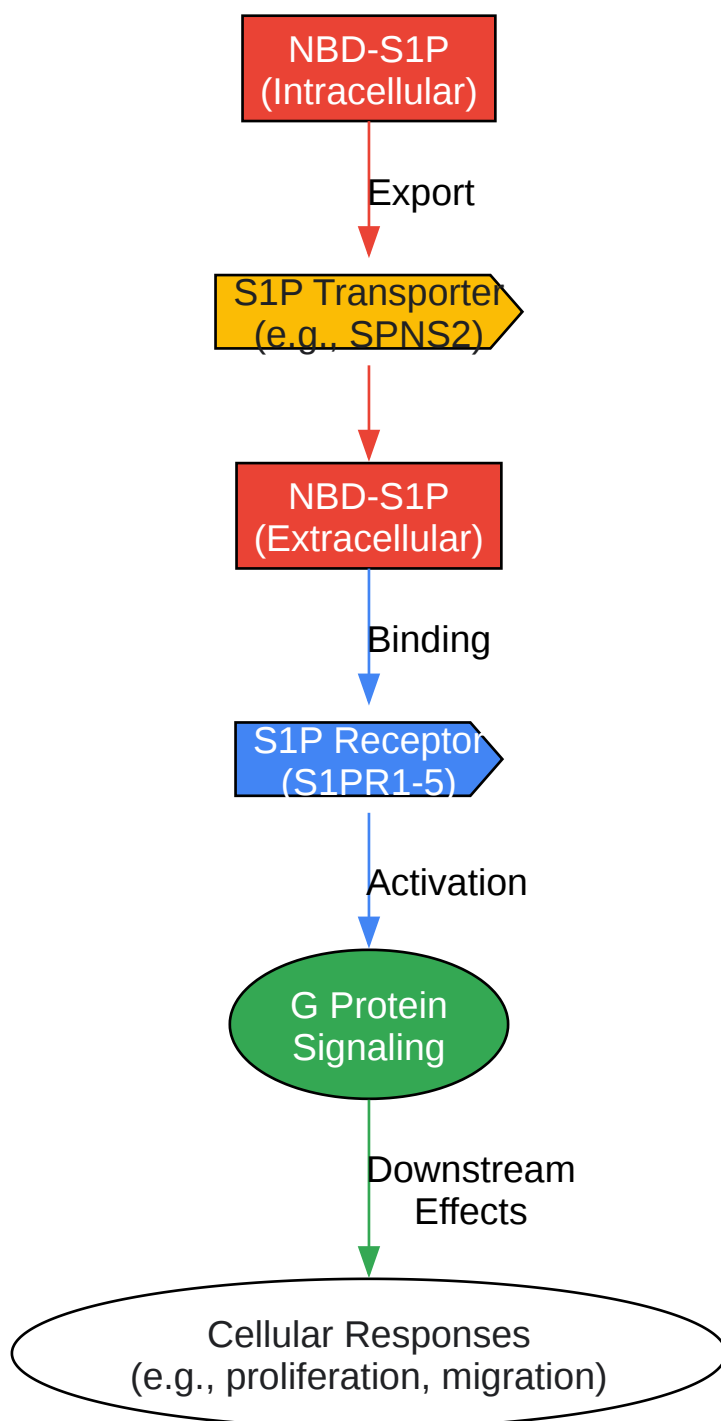 NBD-S1P
(Intracellular)
Export
S1P Transporter
(e.g., SPNS2)
NBD-S1P
(Extracellular)
Binding
S1P Receptor
(S1PR1-5)
Activation
G Protein
Signaling
Downstream
Effects
Cellular Responses
(e.g., proliferation, migration)